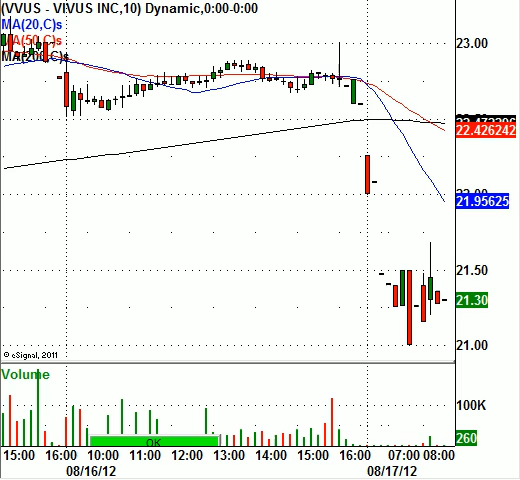 (VVUS - VIVUS INC,10) Dynamic,0:00-0:00
MA(20,C)s
MA(50,C)s
MA(200,C)s
23.00
22.426242
21.95625
21.50
21.30
21.00
© eSignal, 2011
Volume
100K
260
OK
15:00 16:00 10:00 11:00 12:00 13:00 14:00 15:00 16:00 07:00 08:00
08/16/12 08/17/12